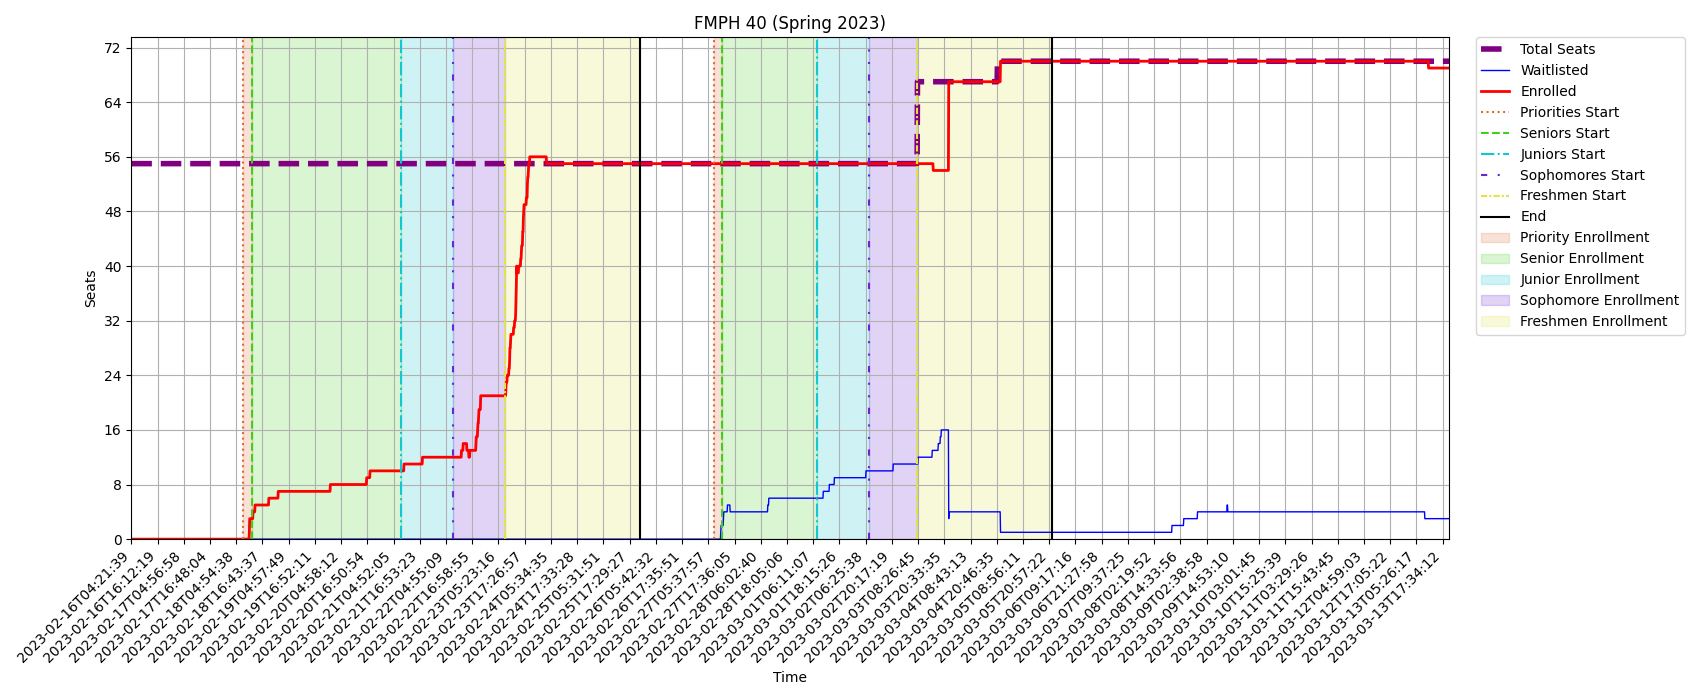 FMPH 40 (Spring 2023)
72
64
56
48
40
32
24
16
8
0
Seats
2023-02-16T04:21:39
2023-02-16T16:12:19
2023-02-17T04:56:58
2023-02-17T16:48:04
2023-02-18T04:54:38
2023-02-18T16:43:37
2023-02-19T04:57:49
2023-02-19T16:52:11
2023-02-20T04:58:12
2023-02-20T16:50:54
2023-02-21T04:52:05
2023-02-21T16:53:23
2023-02-22T04:55:09
2023-02-22T16:58:55
2023-02-23T05:23:16
2023-02-23T17:26:57
2023-02-24T05:34:35
2023-02-24T17:33:28
2023-02-25T05:31:51
2023-02-25T17:29:27
2023-02-26T05:42:32
2023-02-26T17:35:51
2023-02-27T05:37:57
2023-02-27T17:36:05
2023-02-28T06:02:40
2023-02-28T18:05:06
2023-03-01T06:11:07
2023-03-01T18:15:26
2023-03-02T06:25:38
2023-03-02T20:17:19
2023-03-03T08:26:45
2023-03-03T20:33:35
2023-03-04T08:43:13
2023-03-04T20:46:35
2023-03-05T08:56:11
2023-03-05T20:57:22
2023-03-06T09:17:16
2023-03-06T21:27:58
2023-03-07T09:37:25
2023-03-08T02:19:52
2023-03-08T14:33:56
2023-03-09T02:38:58
2023-03-09T14:53:10
2023-03-10T03:01:45
2023-03-10T15:25:39
2023-03-11T03:29:26
2023-03-11T15:43:45
2023-03-12T04:59:03
2023-03-12T17:05:22
2023-03-13T05:26:17
2023-03-13T17:34:12
Time
Total Seats
Waitlisted
Enrolled
Priorities Start
Seniors Start
Juniors Start
Sophomores Start
Freshmen Start
End
Priority Enrollment
Senior Enrollment
Junior Enrollment
Sophomore Enrollment
Freshmen Enrollment